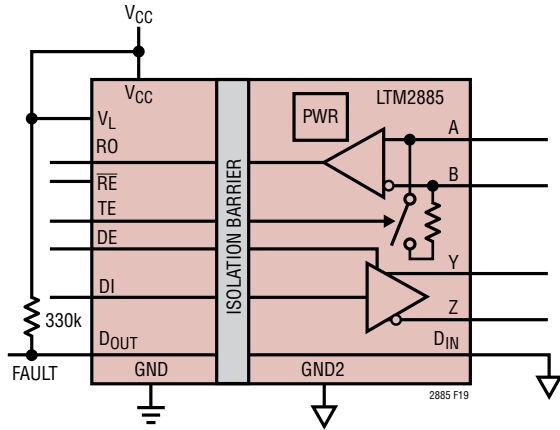 VCC
VCC
LTM2885
PWR
VL
A
RO
B
RE
TE
DE
ISOLATION BARRIER
Y
DI
Z
330k
DOUT
DIN
FAULT
GND
GND2
2885 F19